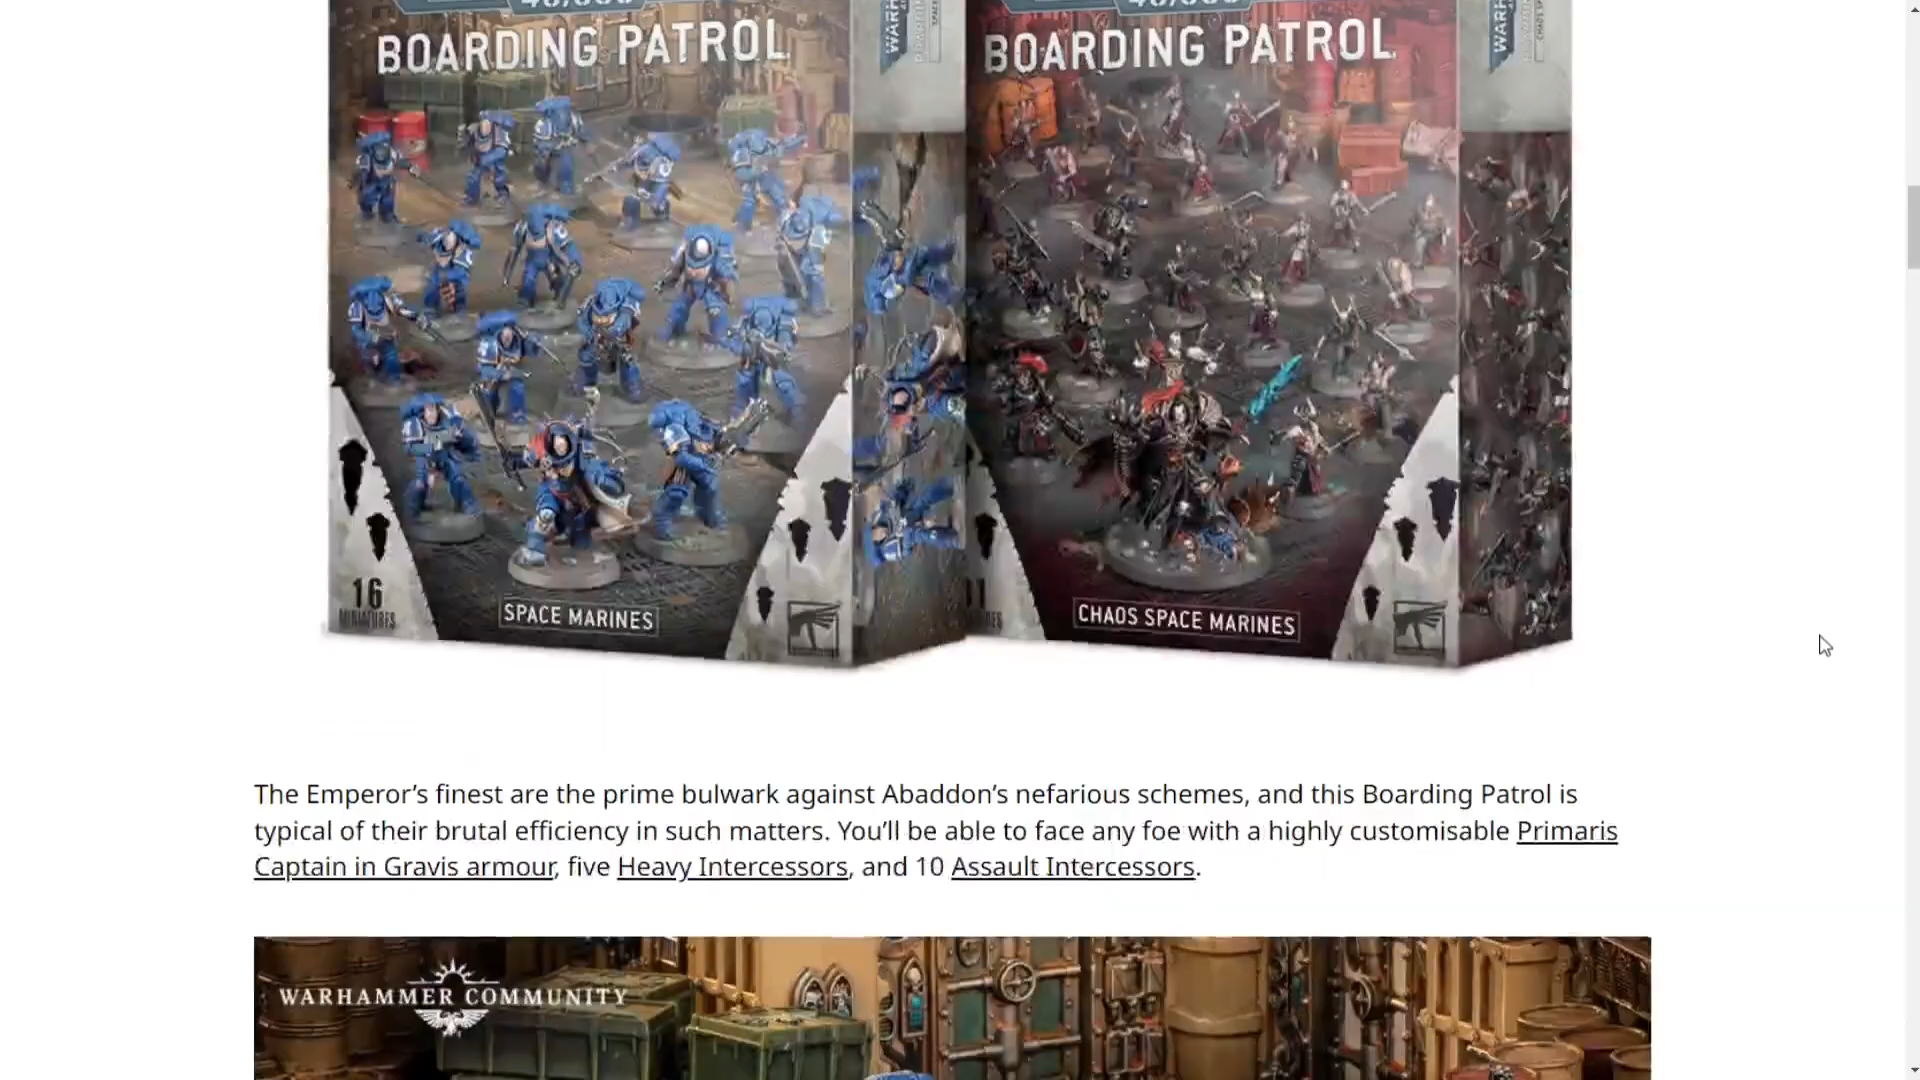 BOARDING PATROL
BOARDING PATROL
16
MINIATURES
SPACE MARINES
CHAOS SPACE MARINES
The Emperor’s finest are the prime bulwark against Abaddon’s nefarious schemes, and this Boarding Patrol is
typical of their brutal efficiency in such matters. You’ll be able to face any foe with a highly customisable Primaris
Captain in Gravis armour, five Heavy Intercessors, and 10 Assault Intercessors.
WARHAMMER COMMUNITY